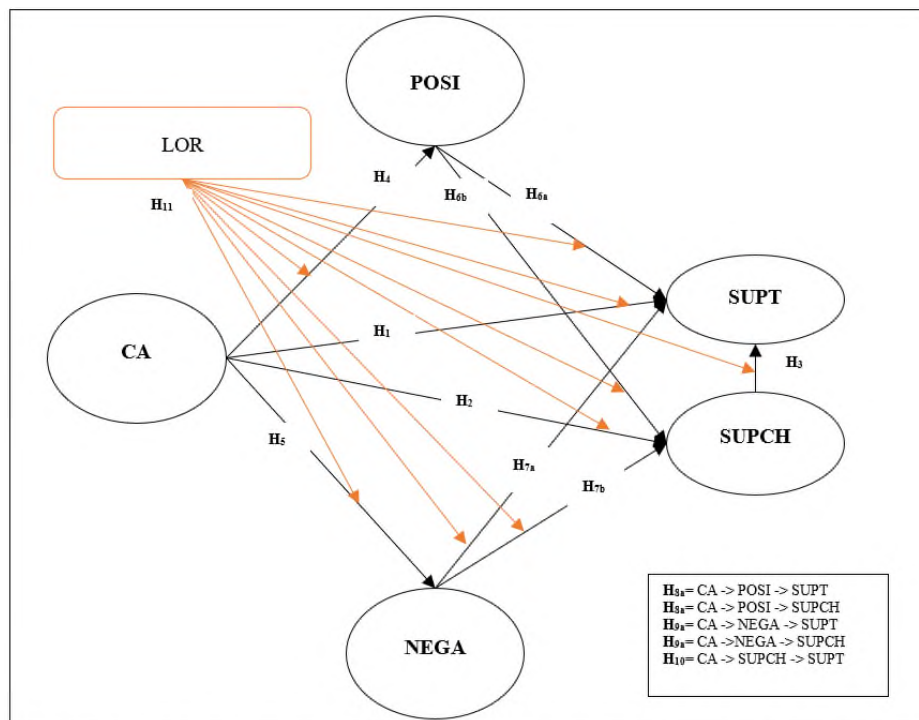 POSI
LOR
H4
H6b
H6a
H11
SUPT
CA
H1
H3
H2
SUPCH
H5
H7a
H7b
NEGA
H8a= CA -> POSI -> SUPT
H8a= CA -> POSI -> SUPCH
H9a= CA -> NEGA -> SUPT
H9a= CA ->NEGA -> SUPCH
H10= CA -> SUPCH -> SUPT